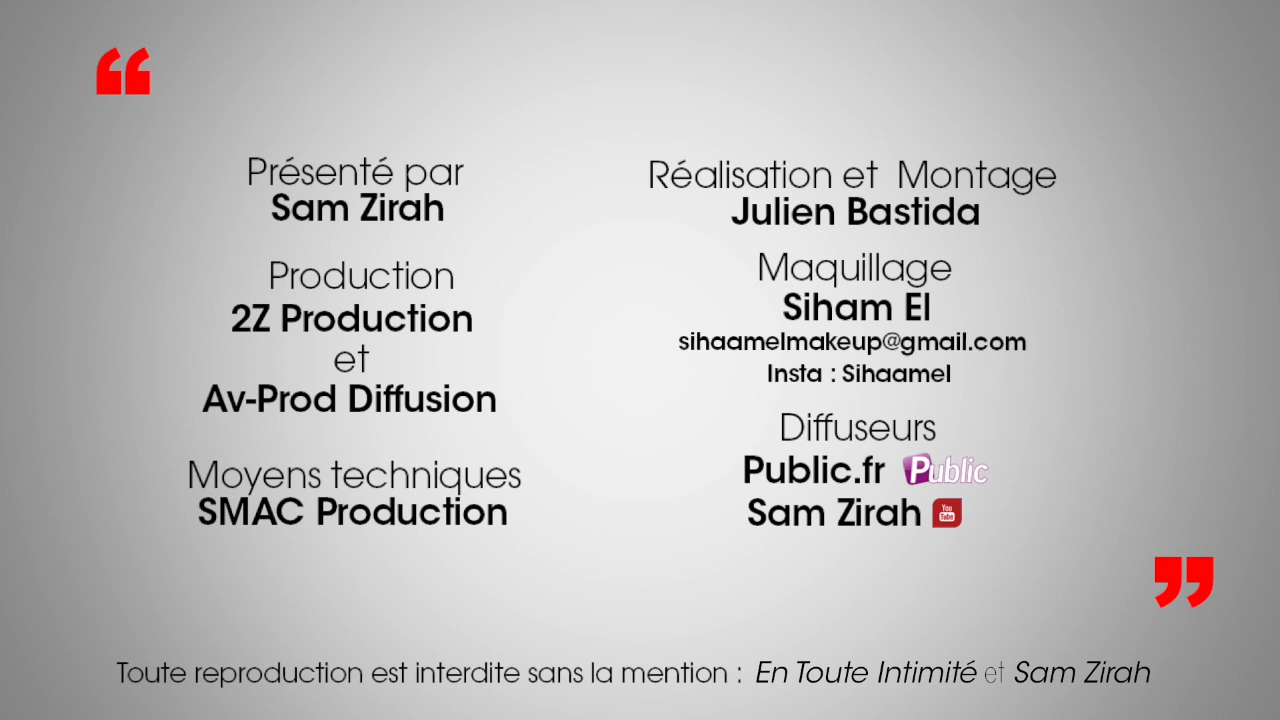 Présenté par
Sam Zirah
Production
2Z Production
et
Av-Prod Diffusion
Moyens techniques
SMAC Production
Réalisation et Montage
Julien Bastida
Maquillage
Siham El
sihaamelmakeup@gmail.com
Insta : Sihaamel
Diffuseurs
Public.fr Public
Sam Zirah You Tube
Toute reproduction est interdite sans la mention : En Toute Intimité et Sam Zirah